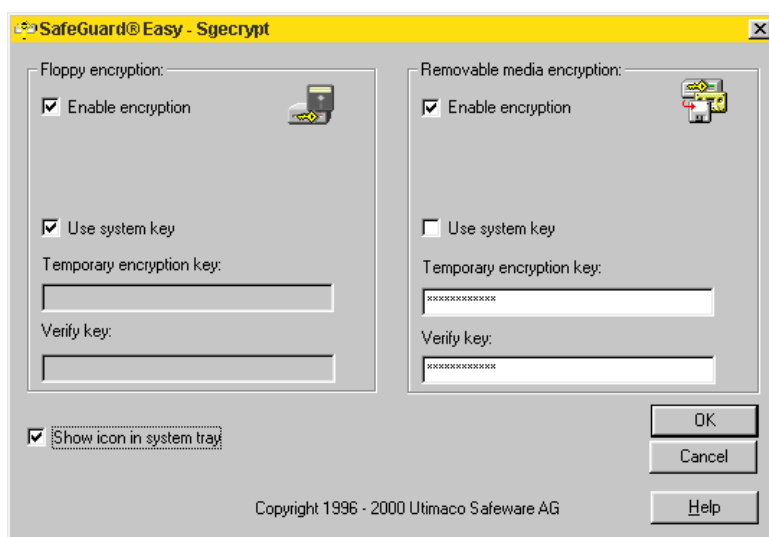 SafeGuard® Easy - Sgecrypt
Floppy encryption:
Enable encryption
Use system key
Temporary encryption key:
Verify key:
Removable media encryption:
Enable encryption
Use system key
Temporary encryption key:
************
Verify key:
************
Show icon in system tray
OK
Cancel
Copyright 1996 - 2000 Utimaco Safeware AG
Help